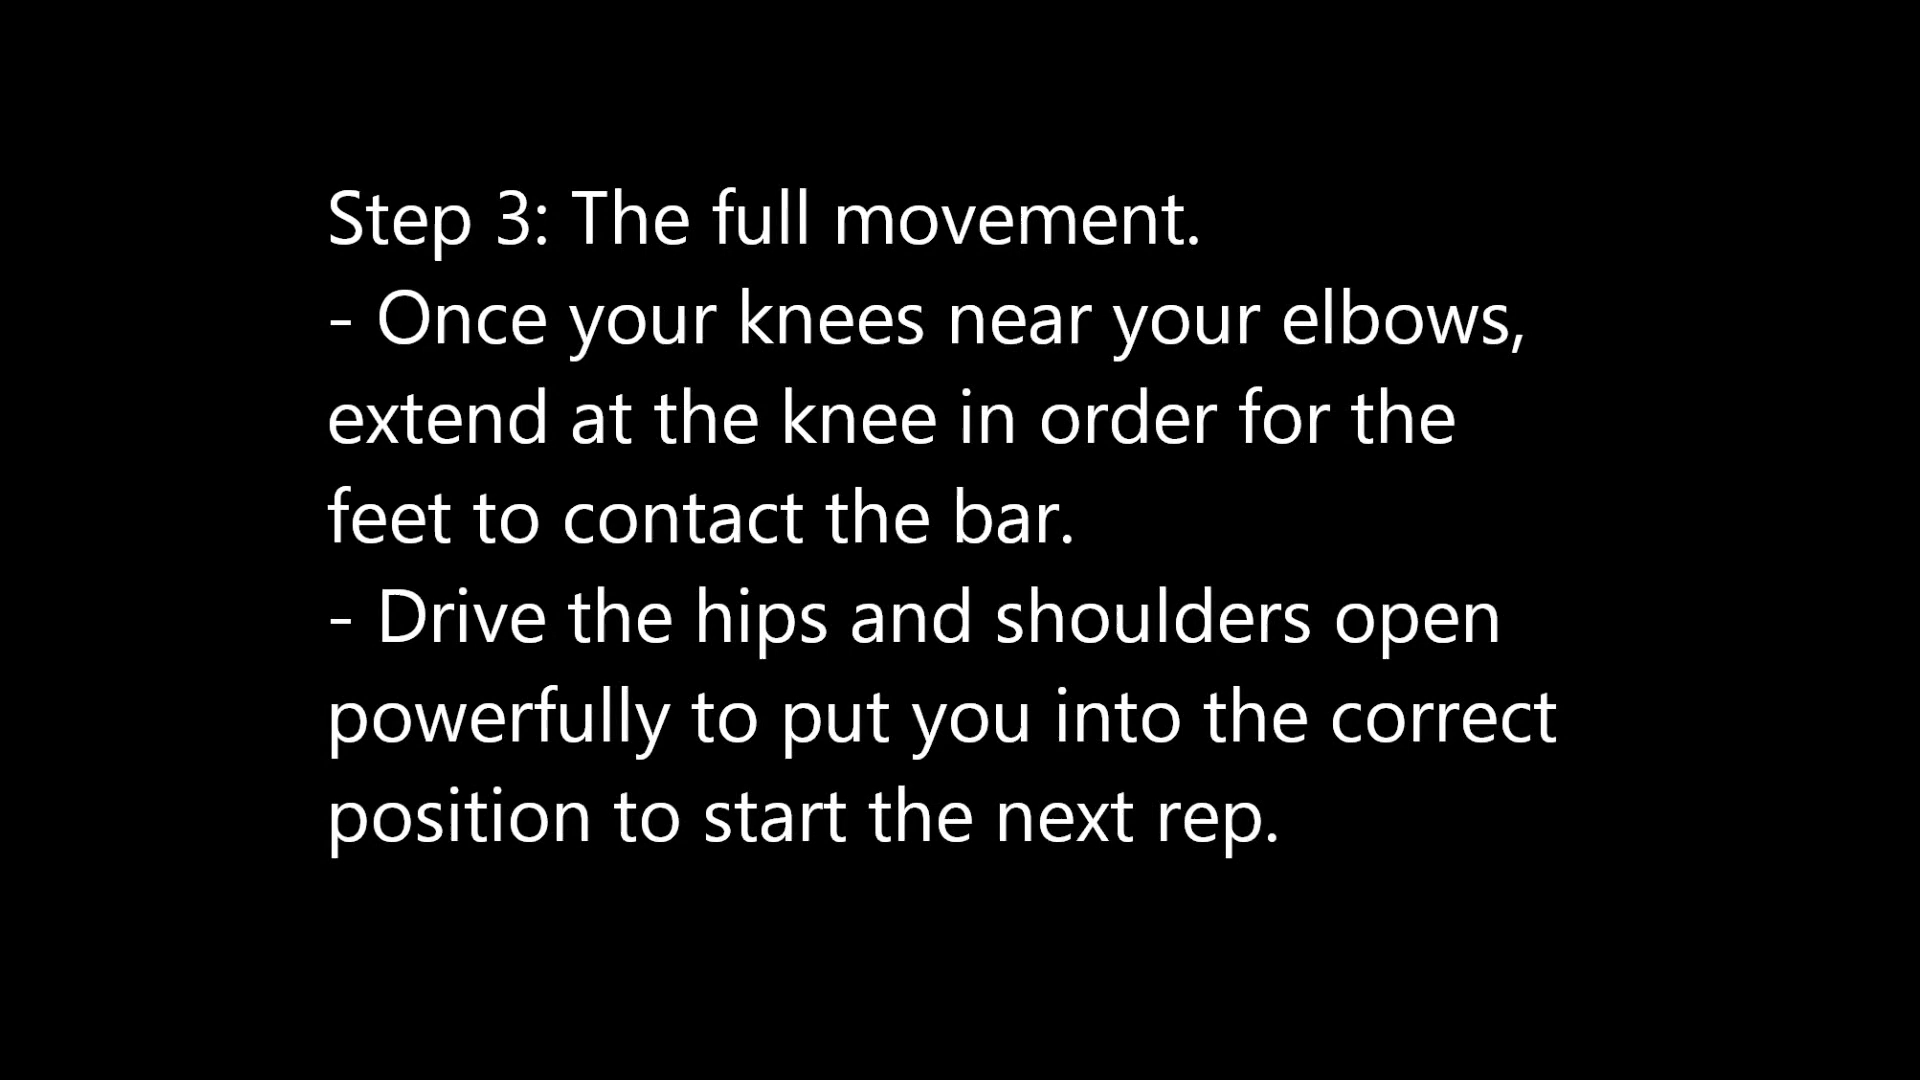 Step 3: The full movement.
- Once your knees near your elbows,
extend at the knee in order for the
feet to contact the bar.
- Drive the hips and shoulders open
powerfully to put you into the correct
position to start the next rep.